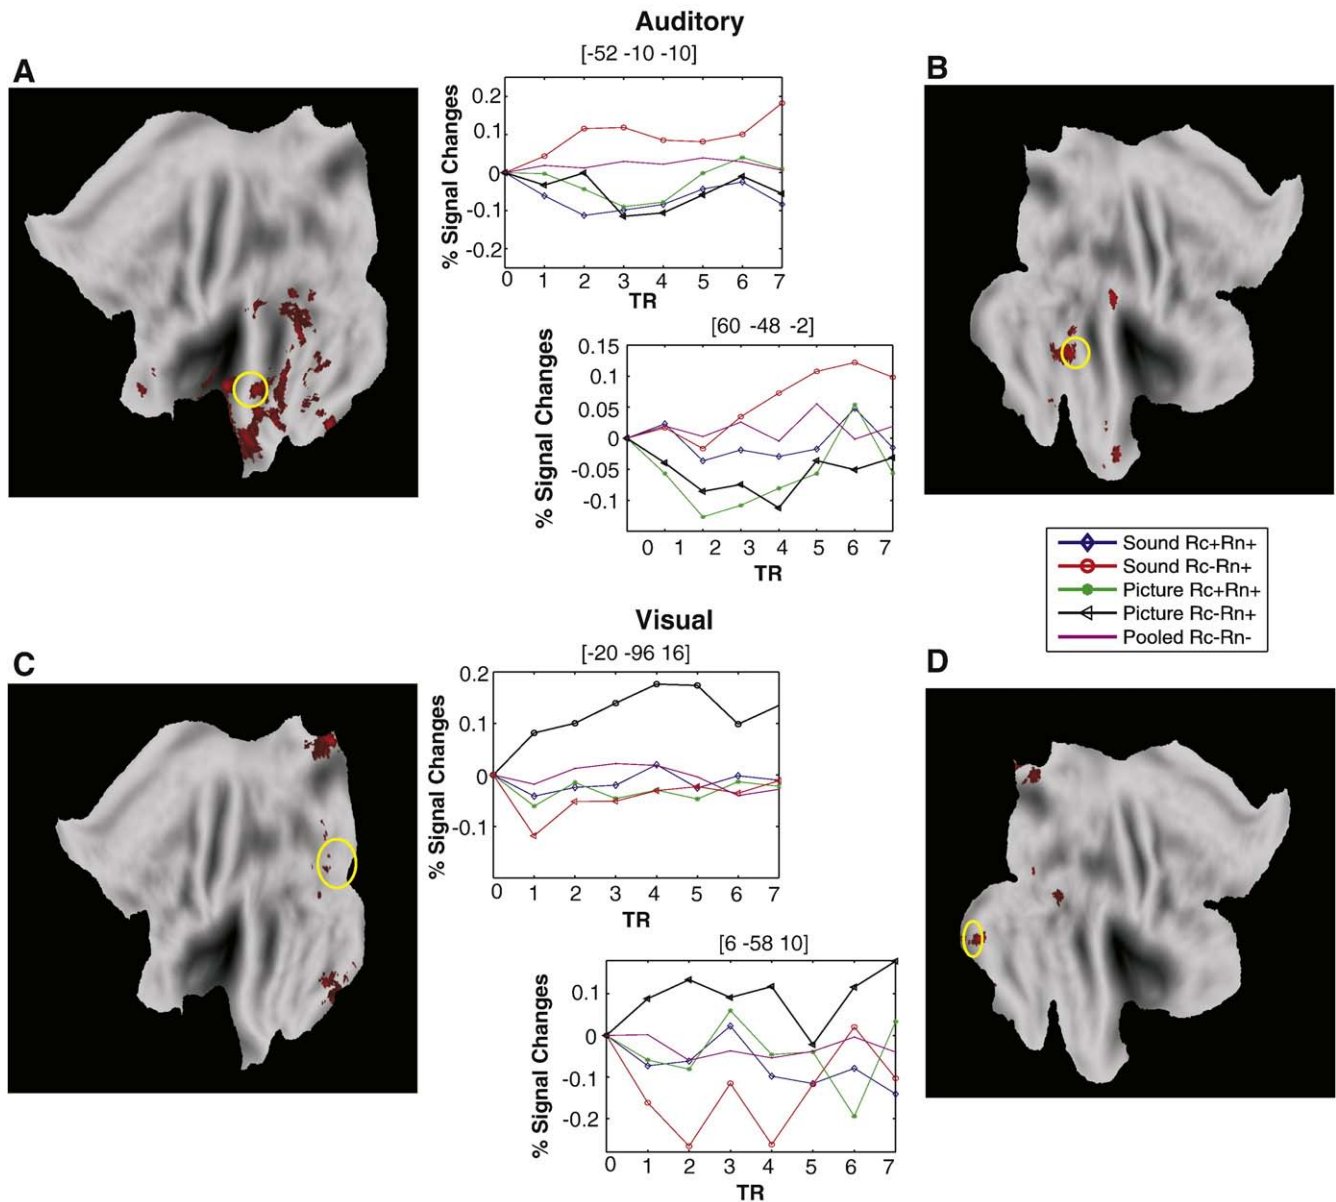 Auditory
[-52 -10 -10]
A
B
% Signal Changes
0.2
0.1
0
-0.1
-0.2
0 1 2 3 4 5 6 7
TR
[60 -48 -2]
% Signal Changes
0.15
0.1
0.05
0
-0.05
-0.1
0 1 2 3 4 5 6 7
TR
Sound Rc+Rn+
Sound Rc-Rn+
Picture Rc+Rn+
Picture Rc-Rn+
Pooled Rc-Rn-
Visual
[-20 -96 16]
C
D
% Signal Changes
0.2
0.1
0
-0.1
0 1 2 3 4 5 6 7
TR
[6 -58 10]
% Signal Changes
0.1
0
-0.1
-0.2
0 1 2 3 4 5 6 7
TR